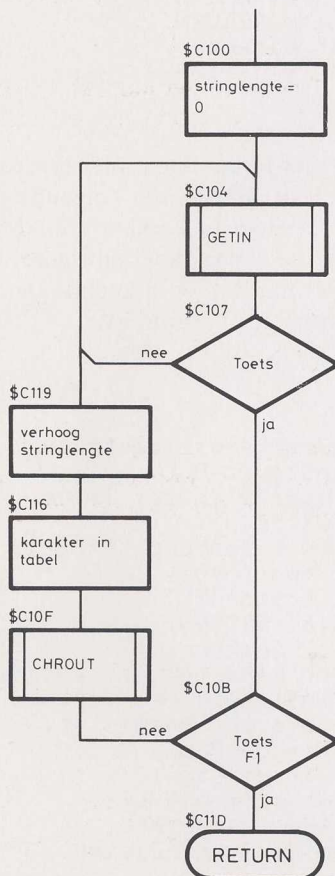 $C100
stringlengte =
0
$C104
GETIN
$C107
Toets
nee
ja
$C119
verhoog
stringlengte
$C116
karakter in
tabel
$C10F
CHROUT
$C10B
Toets
F1
nee
ja
$C11D
RETURN